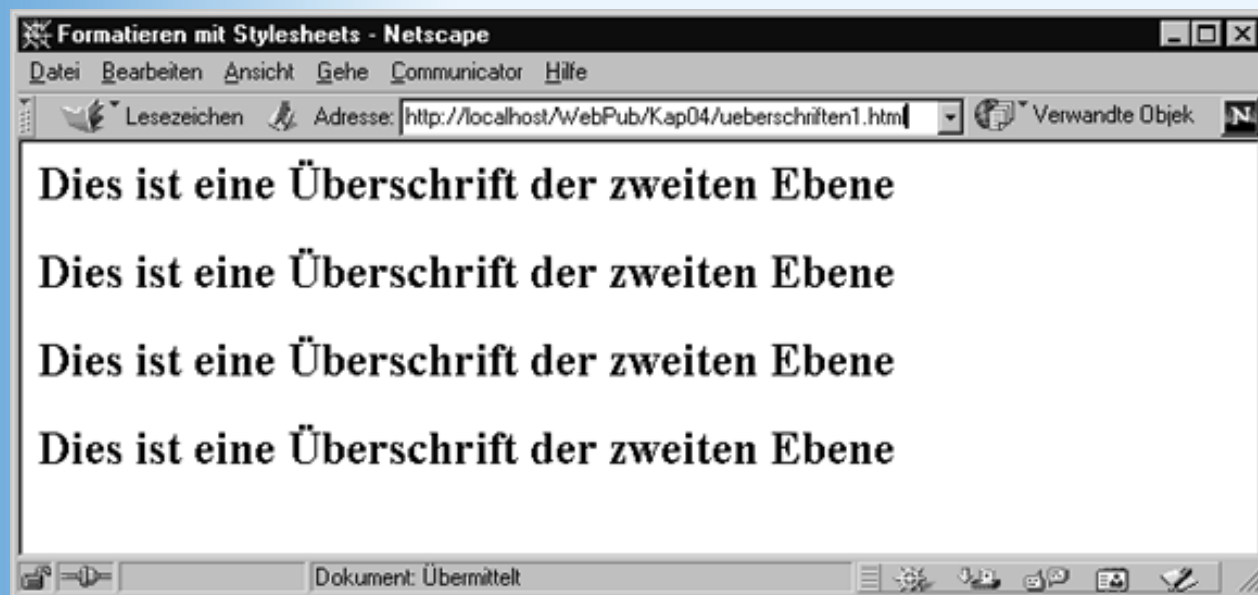 Formatieren mit Stylesheets - Netscape
Datei Bearbeiten Ansicht Gehe Communicator Hilfe
Lesezeichen Adresse: http://localhost/WebPub/Kap04/ueberschriften1.html Verwandte Objek N
Dies ist eine Überschrift der zweiten Ebene
Dies ist eine Überschrift der zweiten Ebene
Dies ist eine Überschrift der zweiten Ebene
Dies ist eine Überschrift der zweiten Ebene
Dokument: Übermittelt